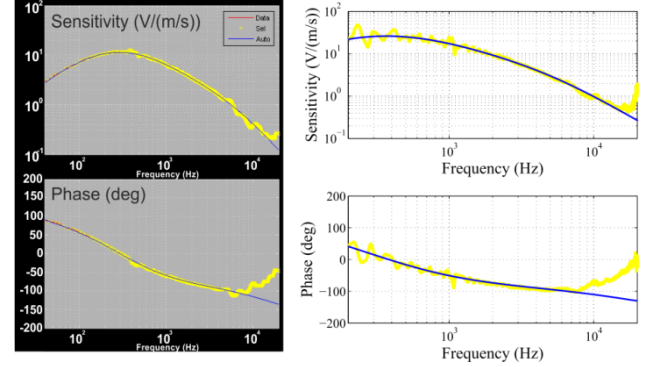 Sensitivity (V/(m/s))
Data
Sel
Auto
10²
10¹
10⁰
10¹
10² 10³ 10⁴
Frequency (Hz)
200
150
100
50
0
-50
-100
-150
-200
Phase (deg)
10² 10³ 10⁴
Frequency (Hz)
Sensitivity (V/(m/s))
10²
10¹
10⁰
10⁻¹
10³ 10⁴
Frequency (Hz)
Phase (deg)
200
100
0
−100
−200
10³ 10⁴
Frequency (Hz)